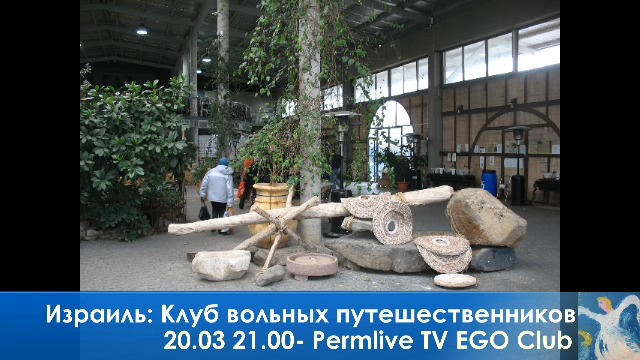 Израиль: Клуб вольных путешественников
20.03 21.00- Permlive TV EGO Club